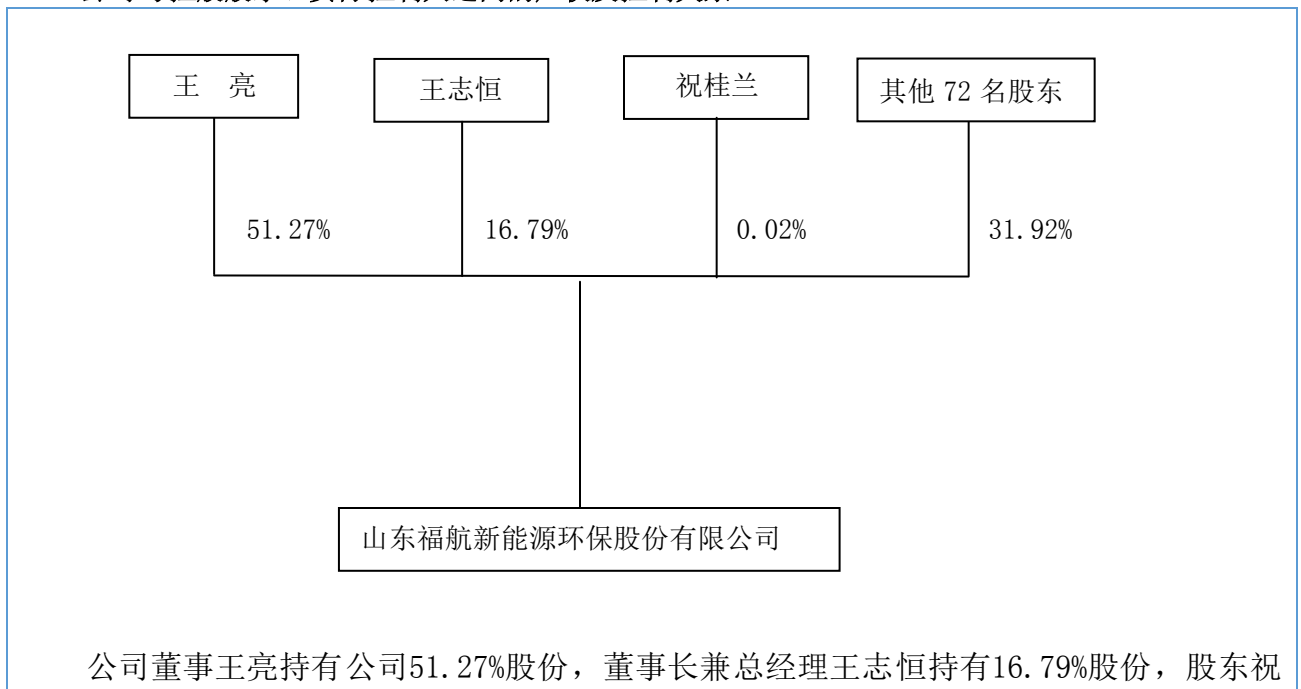 王 亮
王志恒
祝桂兰
其他 72 名股东
51.27%
16.79%
0.02%
31.92%
山东福航新能源环保股份有限公司
公司董事王亮持有公司51.27%股份，董事长兼总经理王志恒持有16.79%股份，股东祝